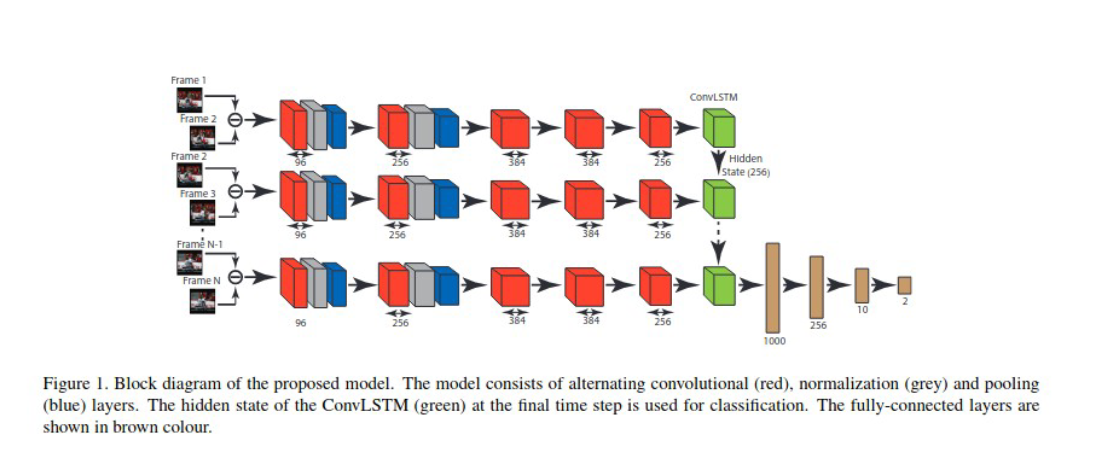 Frame 1
ConvLSTM
Frame 2
96
256
384
384
256
Frame 2
Hidden
State (256)
Frame 3
96
256
384
384
256
Frame N-1
Frame N
96
256
384
384
256
1000
256
10
2
Figure 1. Block diagram of the proposed model. The model consists of alternating convolutional (red), normalization (grey) and pooling
(blue) layers. The hidden state of the ConvLSTM (green) at the final time step is used for classification. The fully-connected layers are
shown in brown colour.